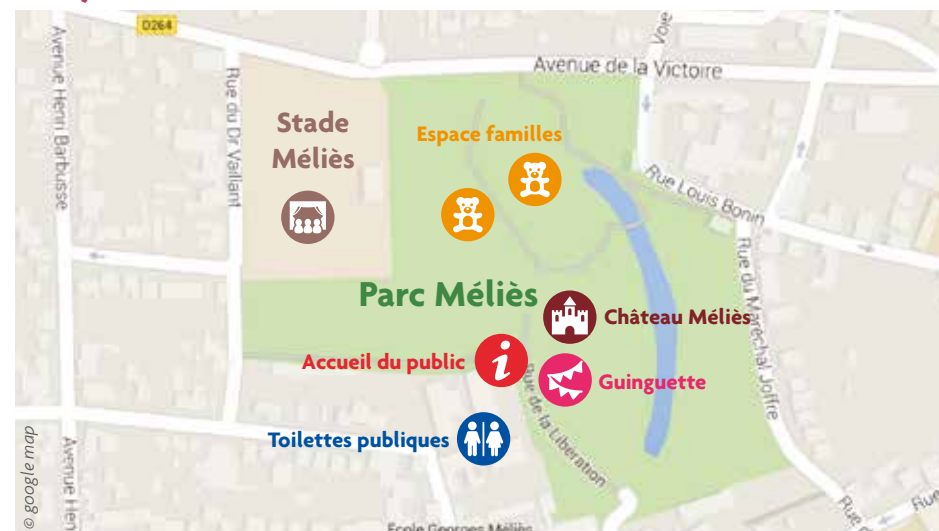 D264
Avenue Henri Barbusse
Rue du Dr Vaillant
Avenue de la Victoire
Voie
Stade
Méliès
Espace familles
Rue Louis Bonin
Parc Méliès
Château Méliès
Rue du Maréchal Joffre
Accueil du public
i
Guinguette
Rue de la Libération
Toilettes publiques
© google map
Avenue Hen
Ecole Georges Méliès
Rue
Rue